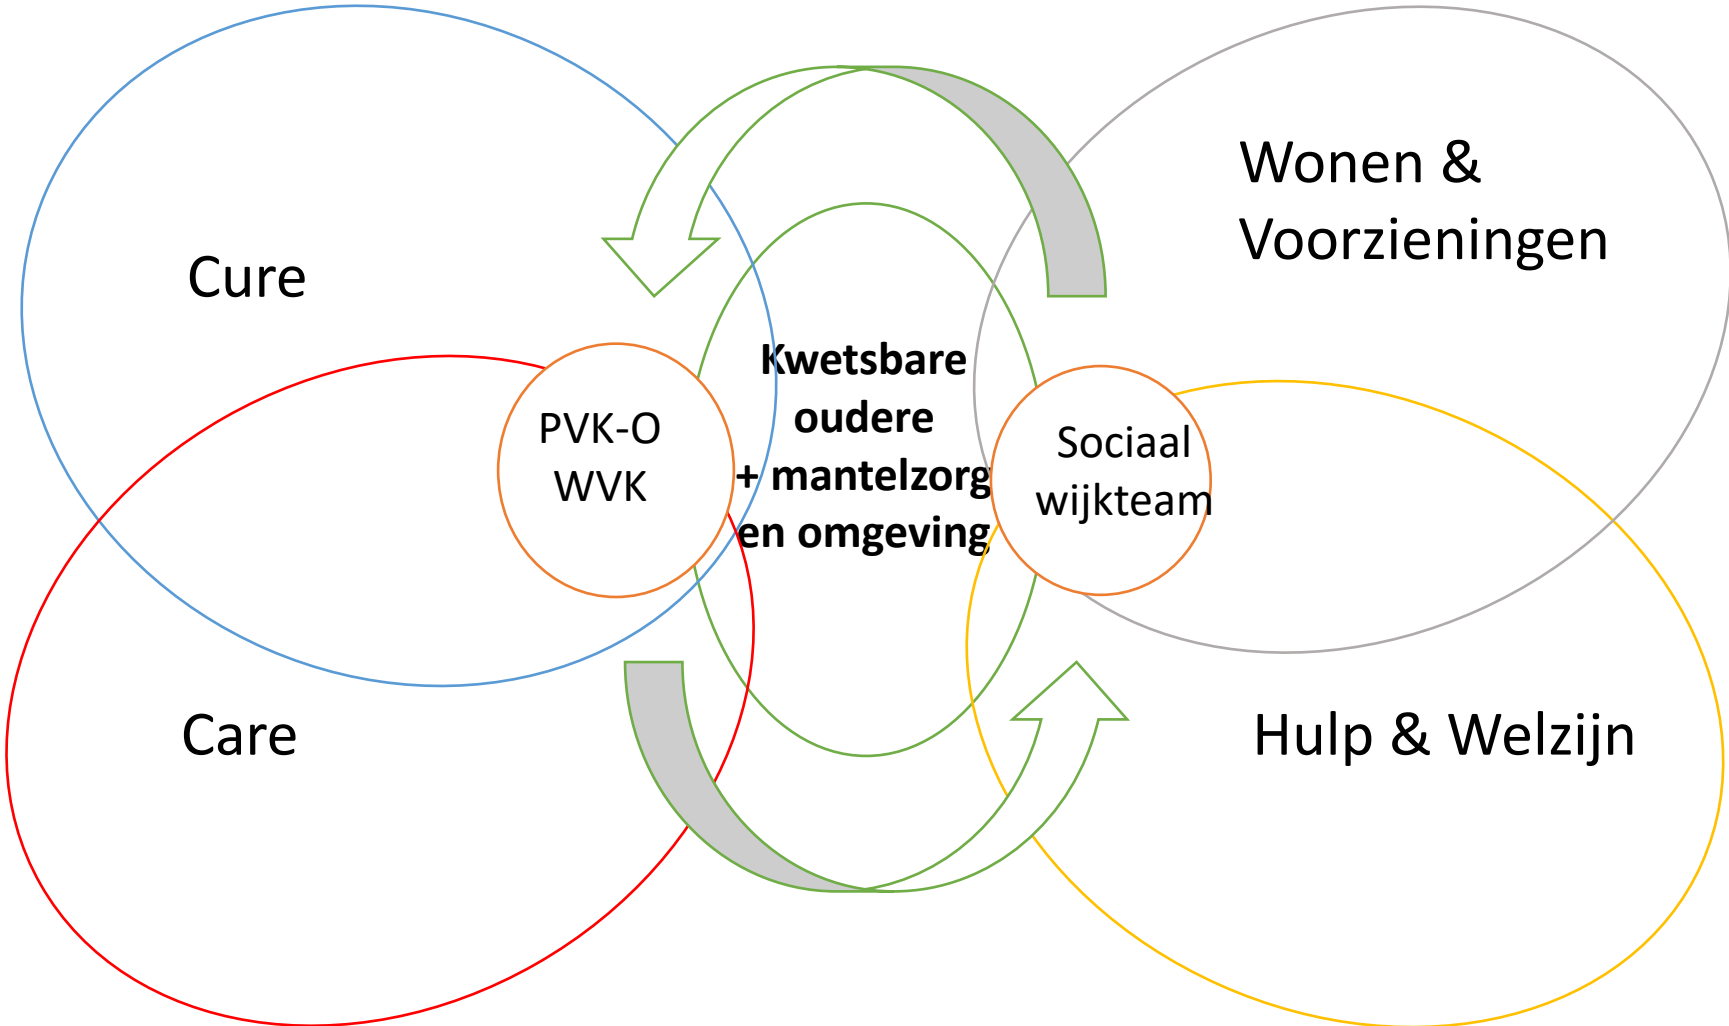 Cure
Wonen &
Voorzieningen
PVK-O
WVK
Kwetsbare
oudere
+ mantelzorg
en omgeving
Sociaal
wijkteam
Care
Hulp & Welzijn